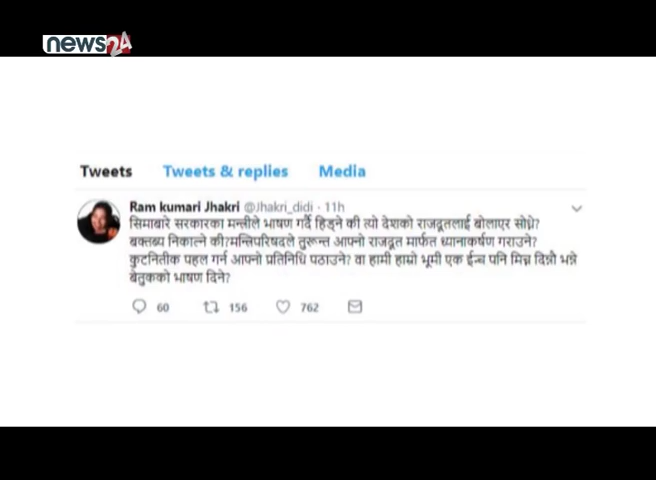 news24
Tweets Tweets & replies Media
Ram kumari Jhakri @Jhakri_didi · 11h
सिमाबारे सरकारका मन्त्रीले भाषण गर्दै हिड्ने की त्यो देशको राजदूतलाई बोलाएर सोध्ने?
बक्तब्य निकाल्ने की?मन्त्रिपरिषदले तुरून्त आफ्नो राजदूत मार्फत ध्यानाकर्षण गराउने?
कुटनितीक पहल गर्न आफ्नो प्रतिनिधि पठाउने? वा हामी हाम्रो भूमी एक ईन्च पनि मिच्न दिन्नौ भन्ने
बेतुकको भाषण दिने?
60 156 762